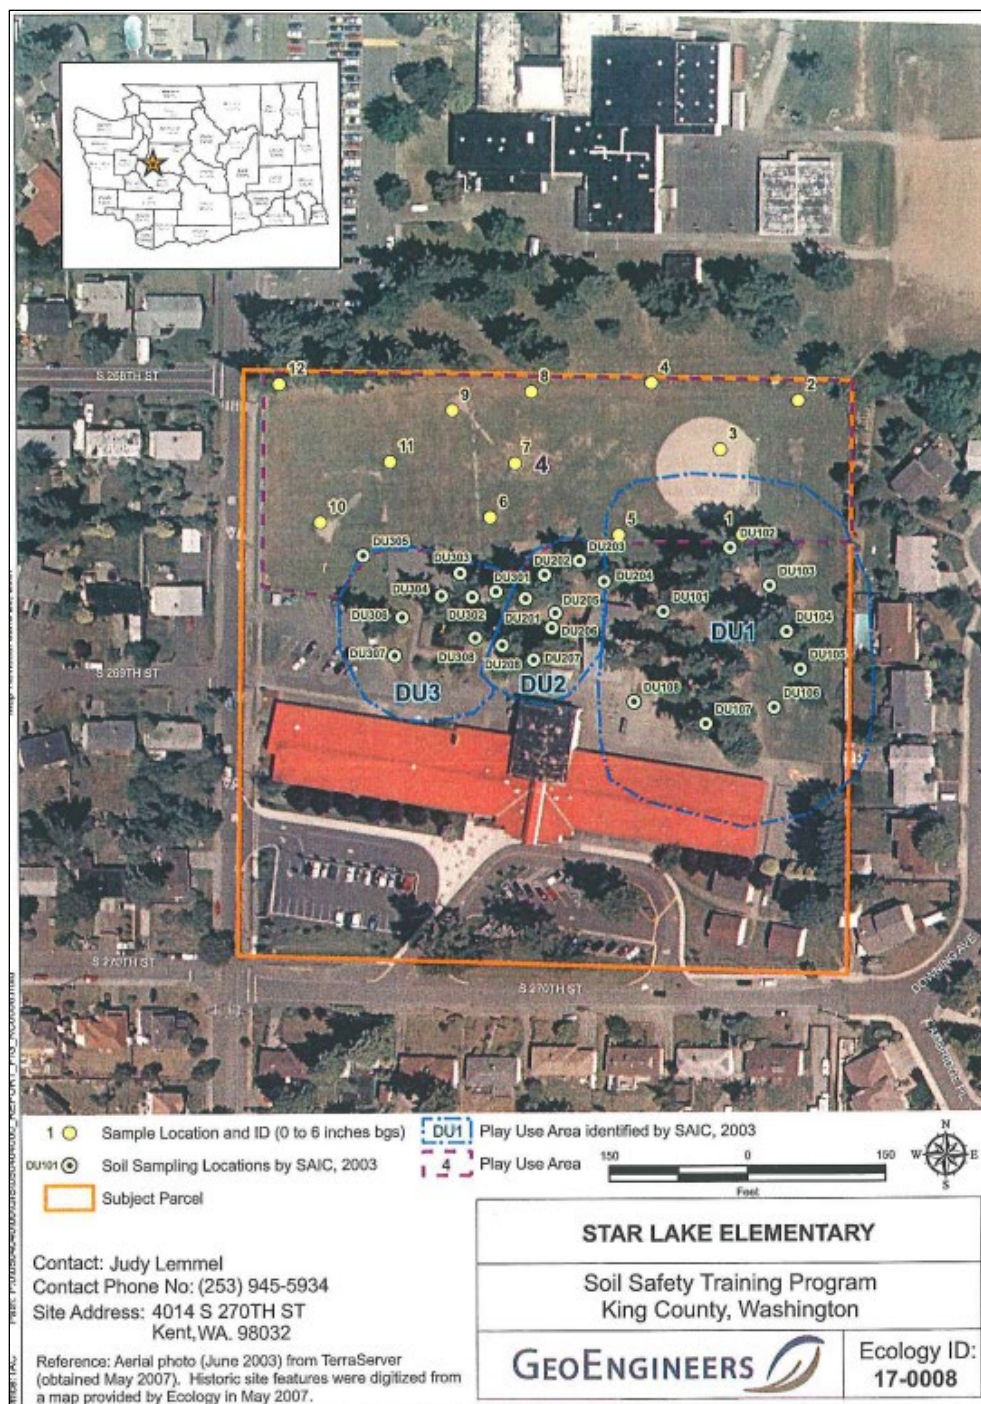 S 268TH ST
12
8
4
2
9
3
11
7
4
6
10
5
1
DU102
DU305
DU303
DU202
DU203
DU301
DU204
DU103
DU304
DU101
DU205
DU302
DU201
DU306
DU104
DU1
DU206
DU307
DU308
DU208
DU207
DU105
S 269TH ST
DU3
DU2
DU108
DU106
DU107
S 270TH ST
S 270TH ST
DOWNING AVE
1 Sample Location and ID (0 to 6 inches bgs)
DU101 Soil Sampling Locations by SAIC, 2003
Subject Parcel
DU1 Play Use Area identified by SAIC, 2003
4 Play Use Area
150 0 150
Feet
N
W E
S
STAR LAKE ELEMENTARY
Soil Safety Training Program
King County, Washington
GEOENGINEERS
Ecology ID:
17-0008
Contact: Judy Lemmel
Contact Phone No: (253) 945-5934
Site Address: 4014 S 270TH ST
Kent,WA. 98032
Reference: Aerial photo (June 2003) from TerraServer
(obtained May 2007). Historic site features were digitized from
a map provided by Ecology in May 2007.